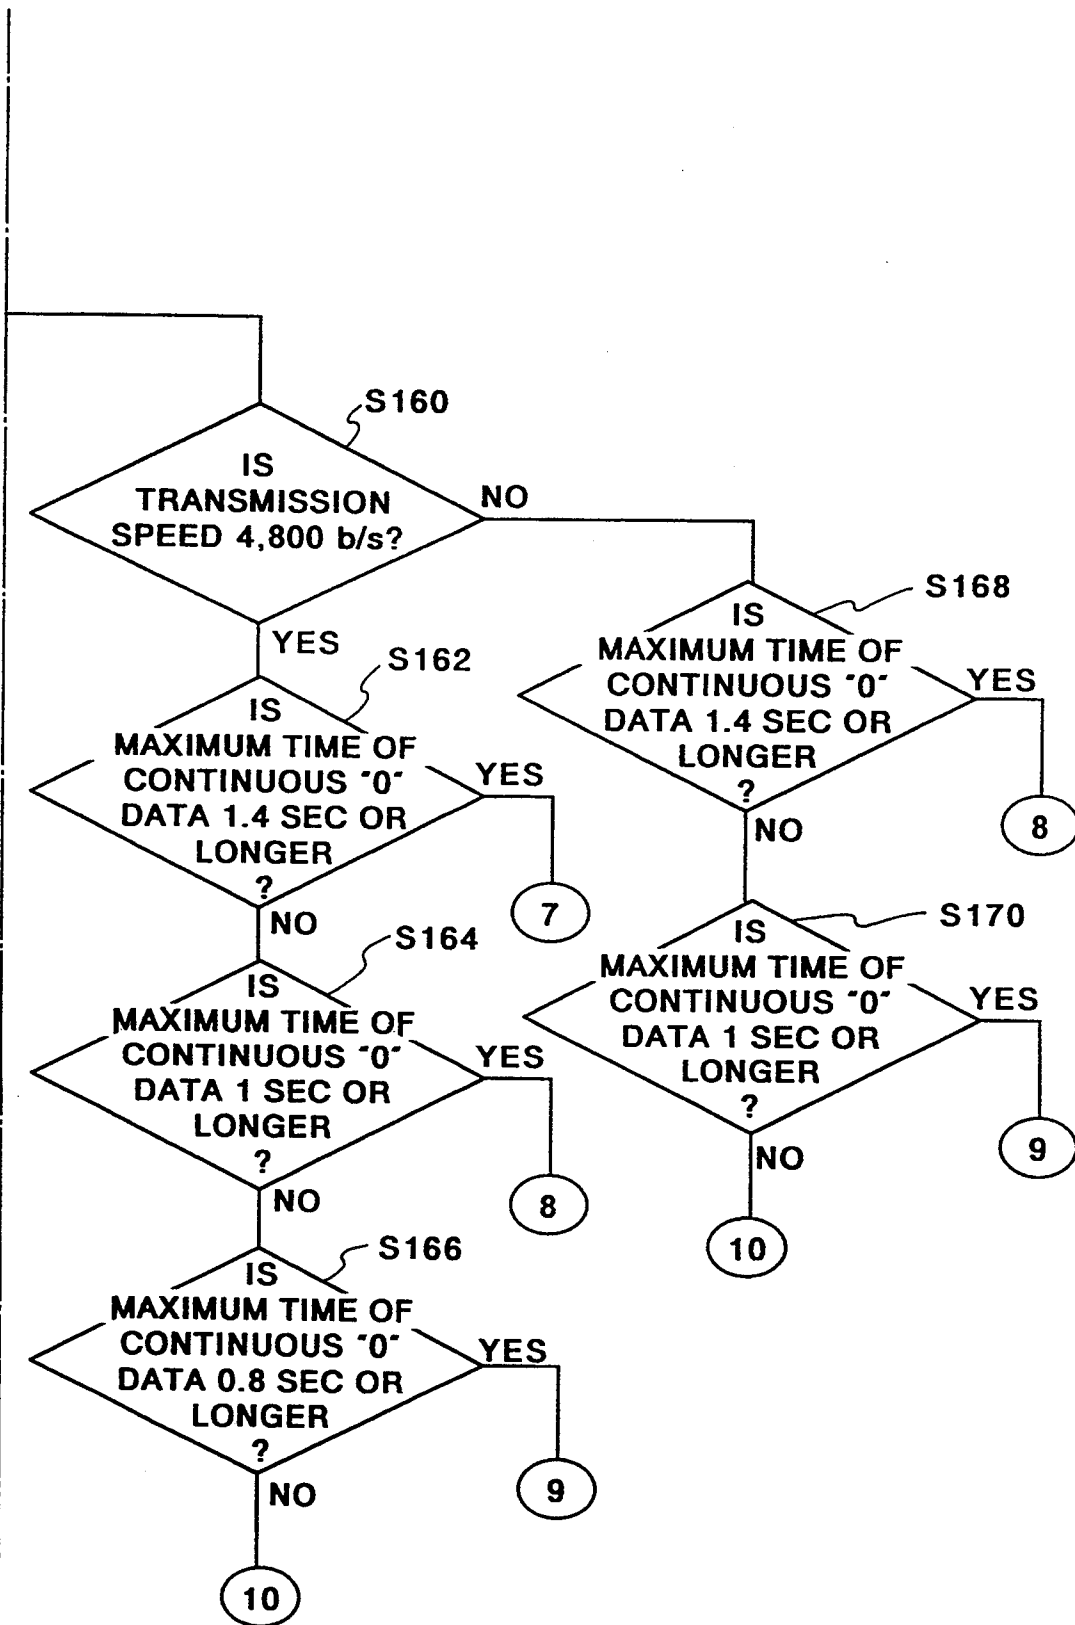 S160
IS
TRANSMISSION
SPEED 4,800 b/s?
NO
YES
S162
IS
MAXIMUM TIME OF
CONTINUOUS "0"
DATA 1.4 SEC OR
LONGER
?
YES
7
NO
S164
IS
MAXIMUM TIME OF
CONTINUOUS "0"
DATA 1 SEC OR
LONGER
?
YES
8
NO
S166
IS
MAXIMUM TIME OF
CONTINUOUS "0"
DATA 0.8 SEC OR
LONGER
?
YES
9
NO
10
S168
IS
MAXIMUM TIME OF
CONTINUOUS "0"
DATA 1.4 SEC OR
LONGER
?
YES
8
NO
S170
IS
MAXIMUM TIME OF
CONTINUOUS "0"
DATA 1 SEC OR
LONGER
?
YES
9
NO
10